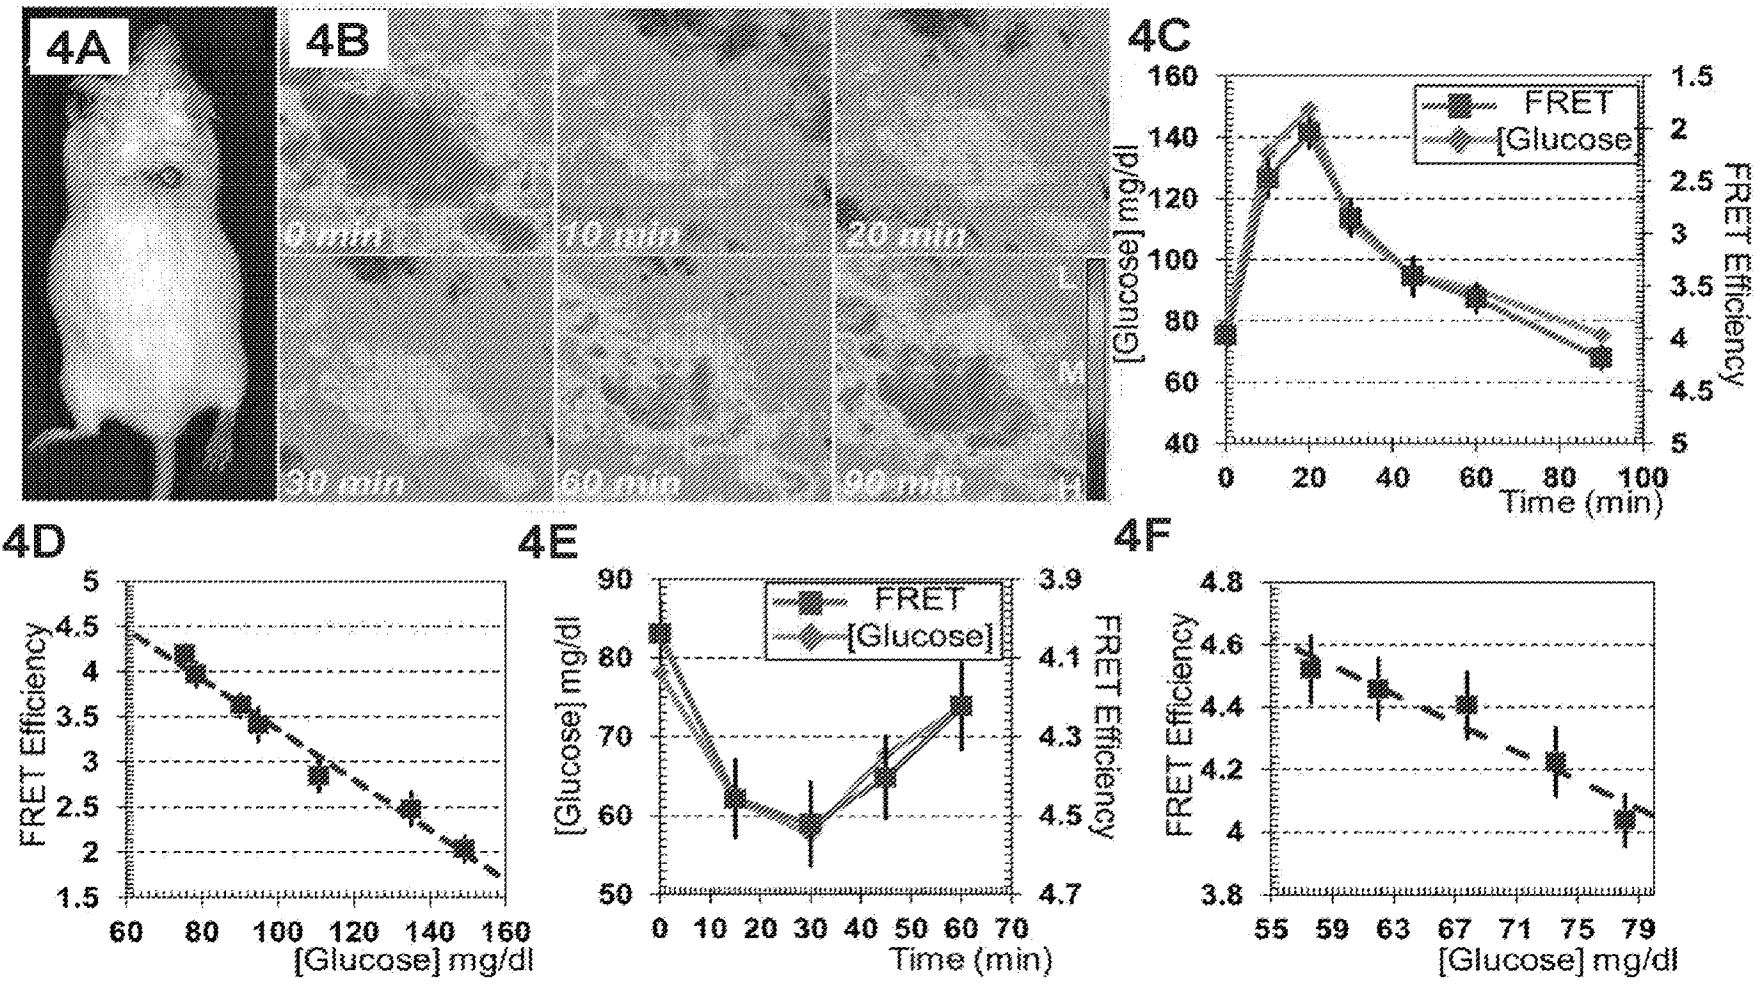 4A
4B
0 min
10 min
20 min
30 min
60 min
90 min
L
M
H
4C
160
140
120
100
80
60
40
[Glucose] mg/dl
FRET
[Glucose]
1.5
2
2.5
3
3.5
4
4.5
5
FRET Efficiency
0 20 40 60 80 100
Time (min)
4D
5
4.5
4
3.5
3
2.5
2
1.5
FRET Efficiency
60 80 100 120 140 160
[Glucose] mg/dl
4E
90
80
70
60
50
[Glucose] mg/dl
FRET
[Glucose]
3.9
4.1
4.3
4.5
4.7
FRET Efficiency
0 10 20 30 40 50 60 70
Time (min)
4F
4.8
4.6
4.4
4.2
4
3.8
FRET Efficiency
55 59 63 67 71 75 79
[Glucose] mg/dl